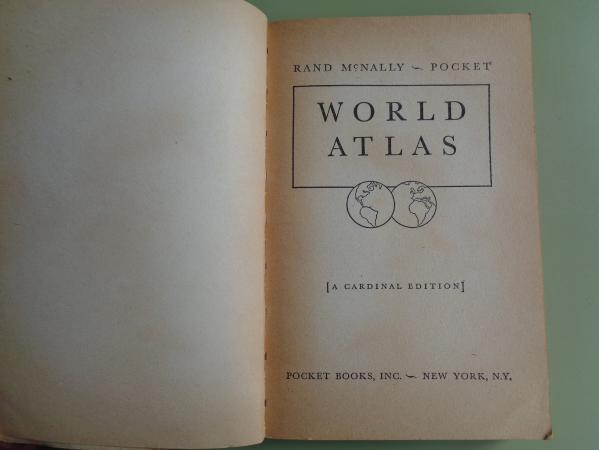 RAND MᶜNALLY ~ POCKET
WORLD
ATLAS
[A CARDINAL EDITION]
POCKET BOOKS, INC. ~ NEW YORK, N.Y.